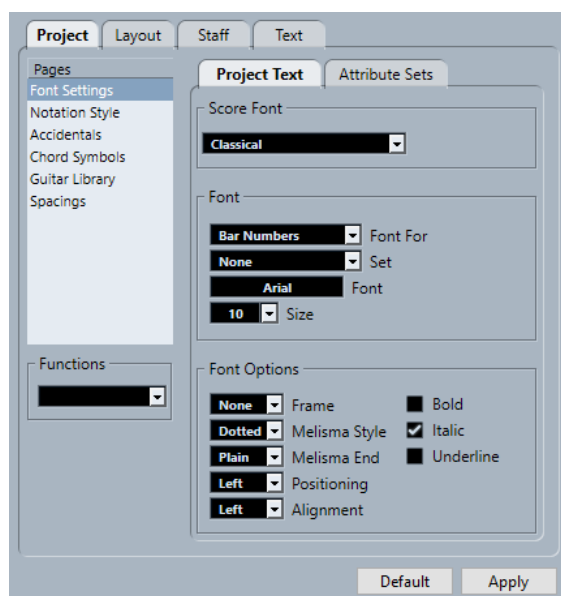 Project Layout Staff Text
Pages
Font Settings
Notation Style
Accidentals
Chord Symbols
Guitar Library
Spacings
Functions
Project Text Attribute Sets
Score Font
Classical
Font
Bar Numbers Font For
None Set
Arial Font
10 Size
Font Options
None Frame Bold
Dotted Melisma Style Italic
Plain Melisma End Underline
Left Positioning
Left Alignment
Default Apply